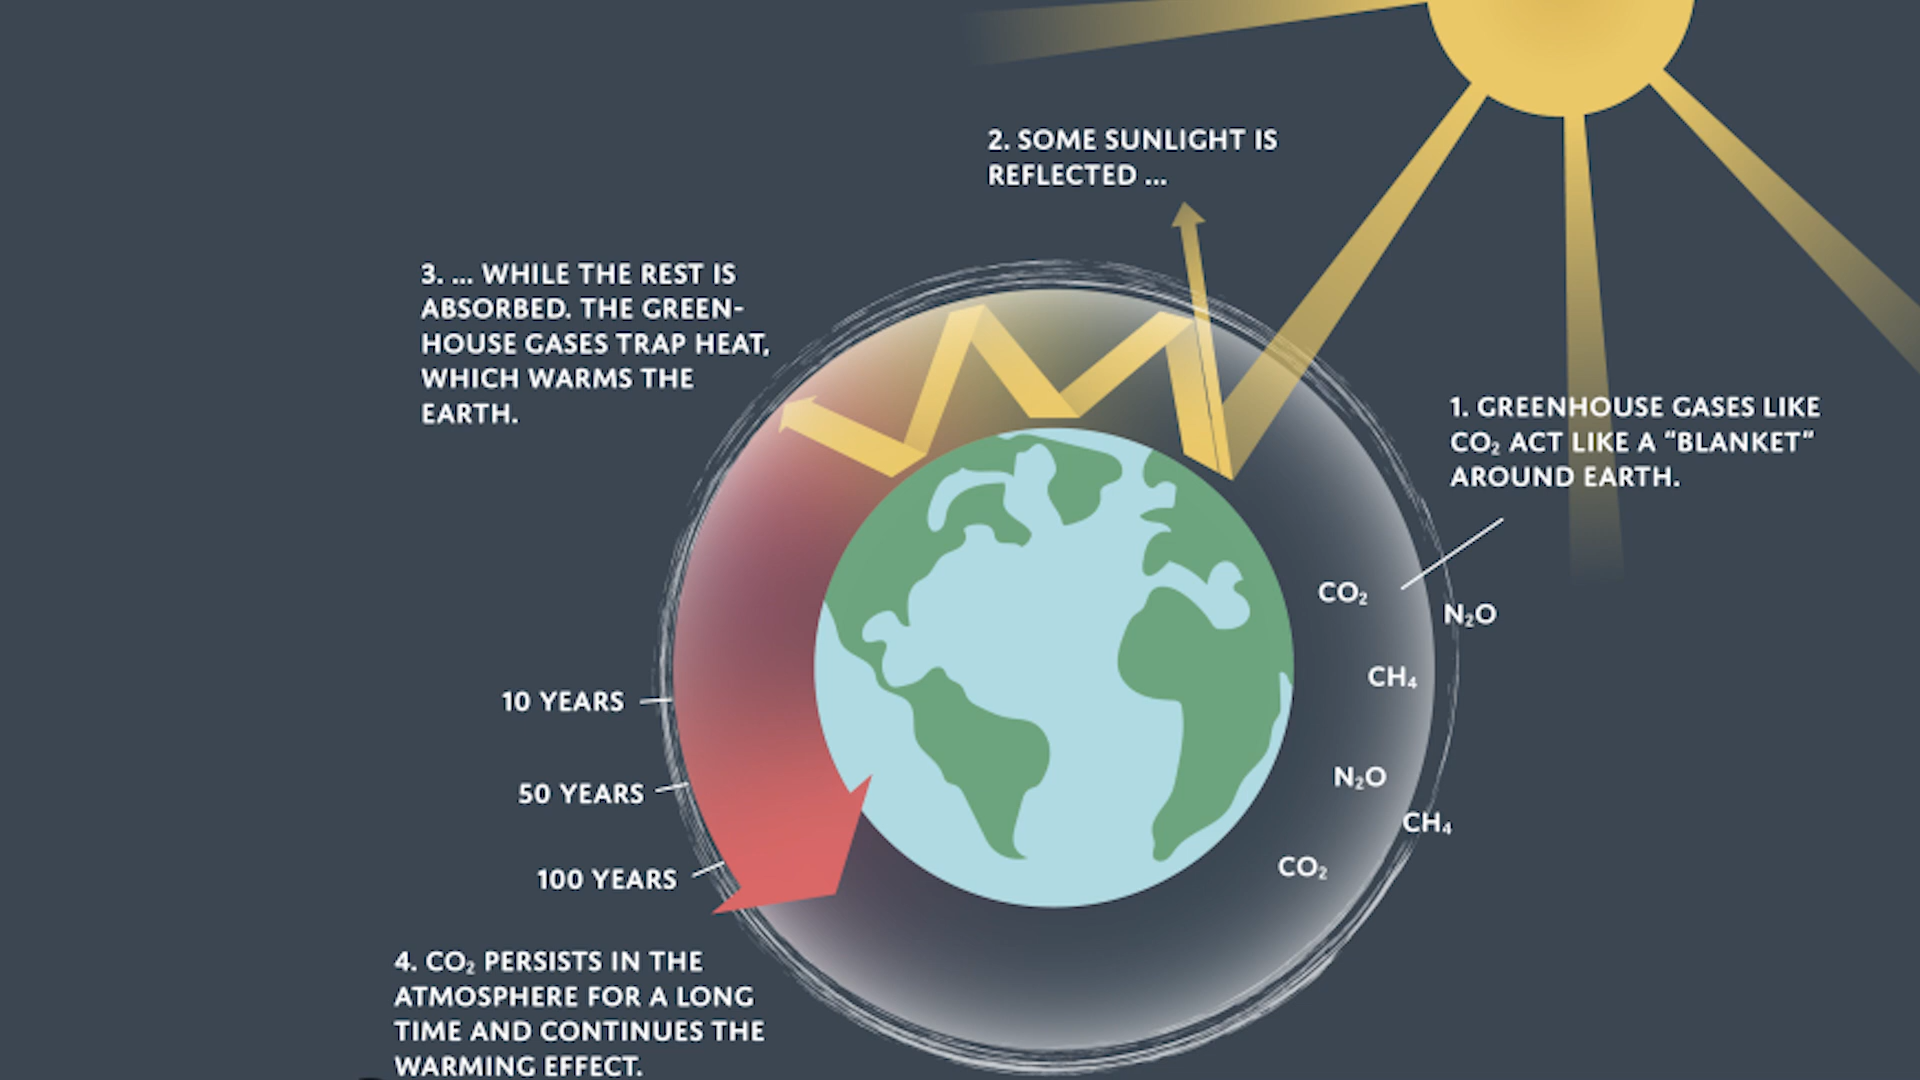 2. SOME SUNLIGHT IS
REFLECTED ...
3. ... WHILE THE REST IS
ABSORBED. THE GREEN-
HOUSE GASES TRAP HEAT,
WHICH WARMS THE
EARTH.
1. GREENHOUSE GASES LIKE
CO₂ ACT LIKE A “BLANKET”
AROUND EARTH.
CO₂
N₂O
CH₄
10 YEARS
N₂O
50 YEARS
CH₄
CO₂
100 YEARS
4. CO₂ PERSISTS IN THE
ATMOSPHERE FOR A LONG
TIME AND CONTINUES THE
WARMING EFFECT.